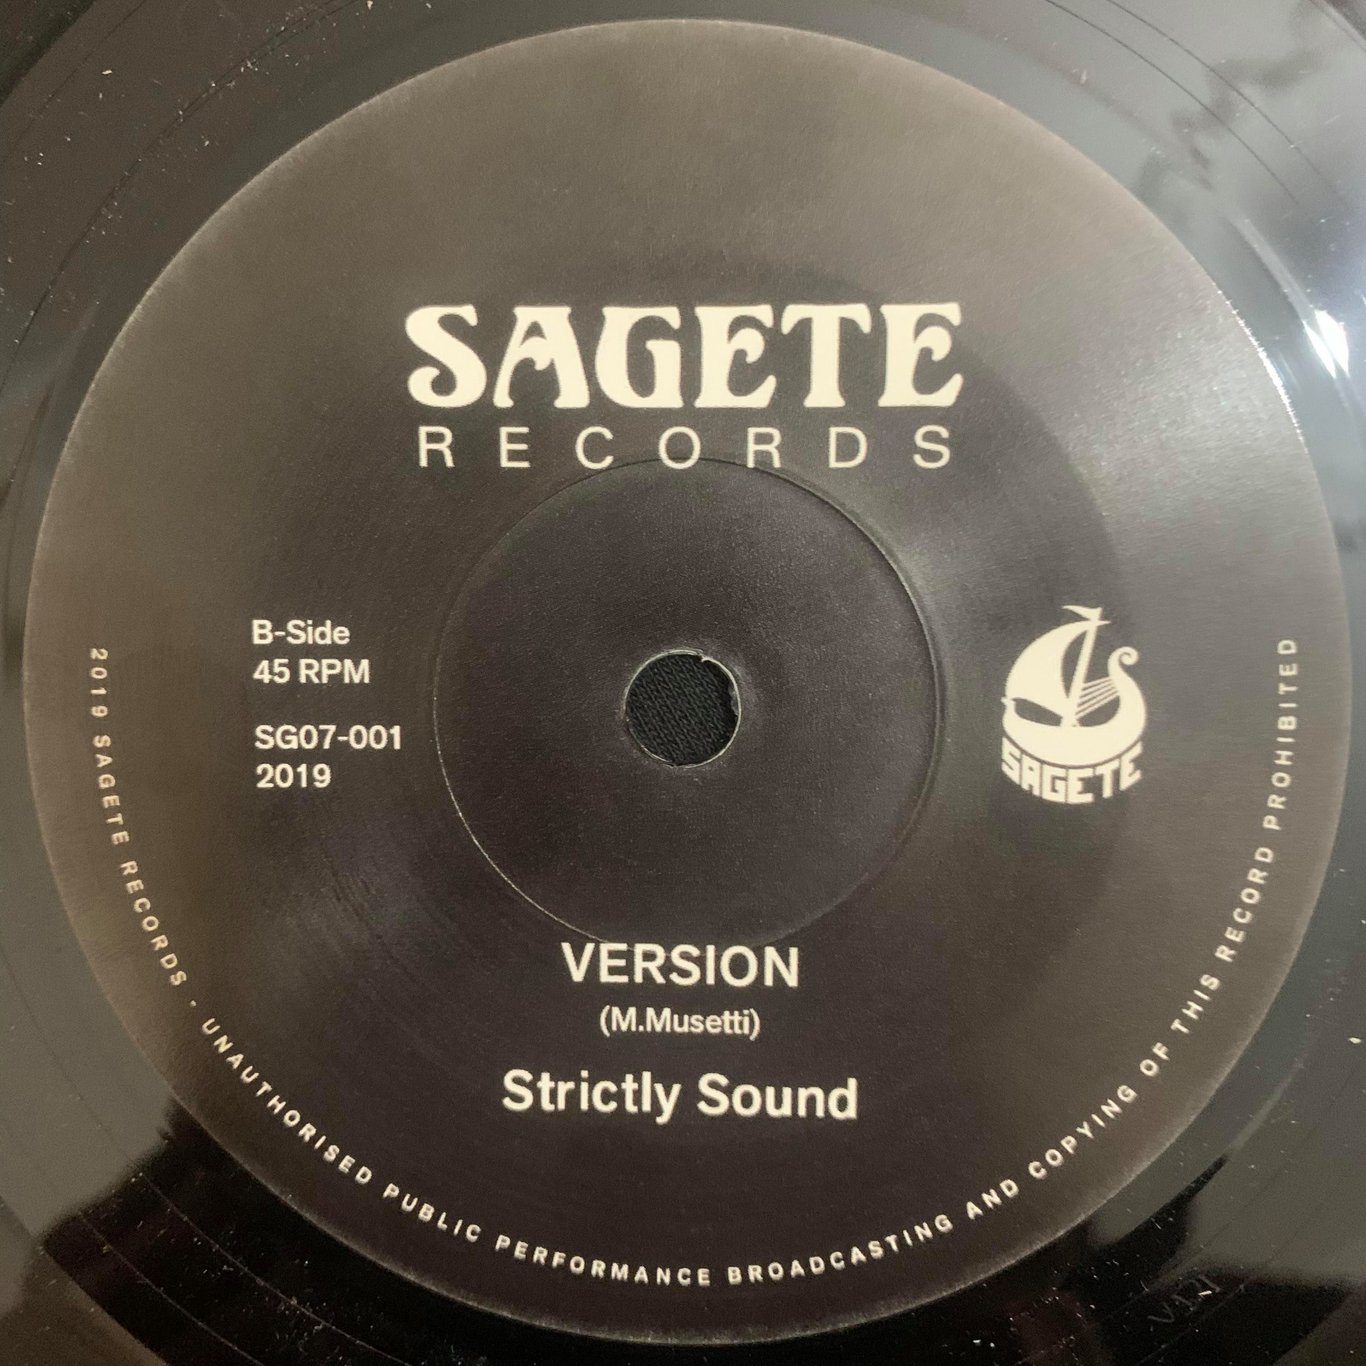 SAGETE
RECORDS
B-Side
45 RPM
SG07-001
2019
SAGETE
VERSION
(M.Musetti)
Strictly Sound
2019 SAGETE RECORDS - UNAUTHORISED PUBLIC PERFORMANCE BROADCASTING AND COPYING OF THIS RECORD PROHIBITED